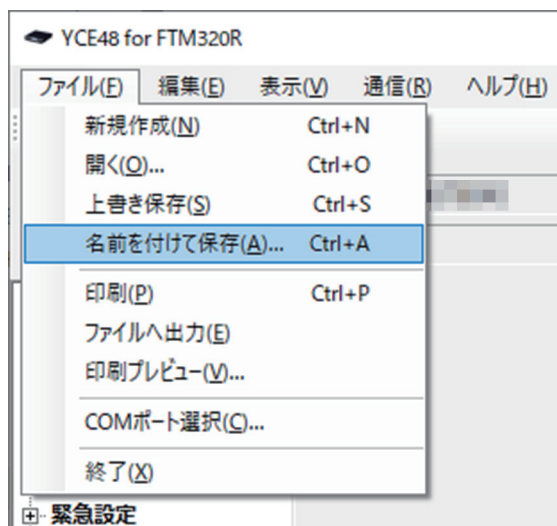 YCE48 for FTM320R
ファイル(F) 編集(E) 表示(V) 通信(R) ヘルプ(H)
新規作成(N) Ctrl+N
開く(O)... Ctrl+O
上書き保存(S) Ctrl+S
名前を付けて保存(A)... Ctrl+A
印刷(P) Ctrl+P
ファイルへ出力(E)
印刷プレビュー(V)...
COMポート選択(C)...
終了(X)
緊急設定